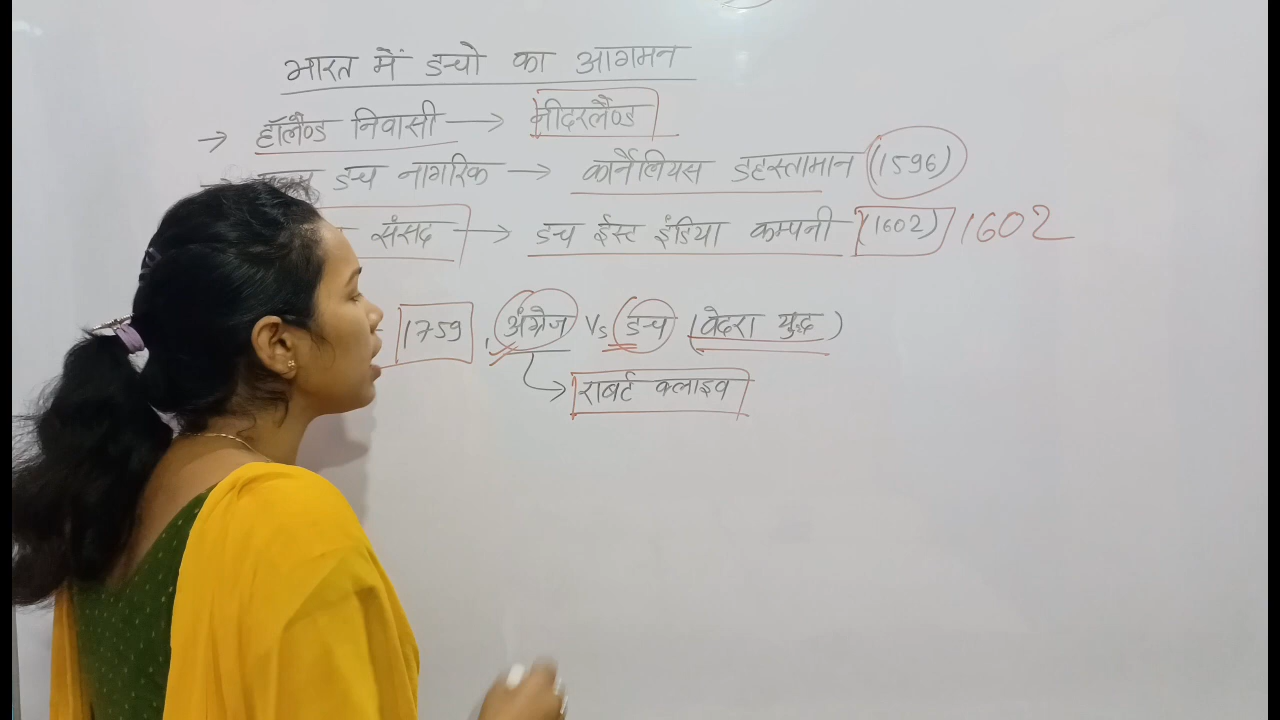 भारत में डचो का आगमन
→ हॉलैण्ड निवासी → नीदरलैण्ड
डच नागरिक → कार्नेलियस डहस्तामान (1596)
संसद → डच ईस्ट इंडिया कम्पनी (1602) 1602
1759, अंग्रेज Vs डच (वेदरा युद्ध)
→ राबर्ट क्लाइव